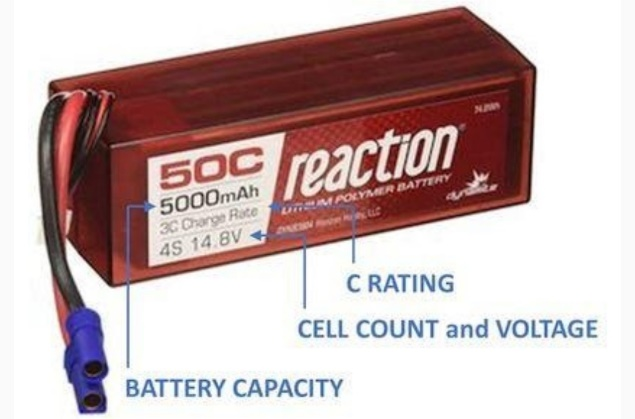 50C
5000mAh
3C Charge Rate
4S 14.8V
reaction
LITHIUM POLYMER BATTERY
dynamite
C RATING
CELL COUNT and VOLTAGE
BATTERY CAPACITY